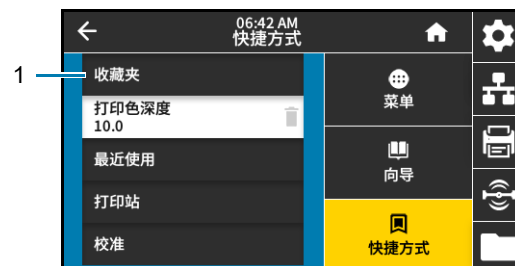 06:42 AM
快捷方式
1
收藏夹
打印色深度
10.0
最近使用
打印站
校准
菜单
向导
快捷方式